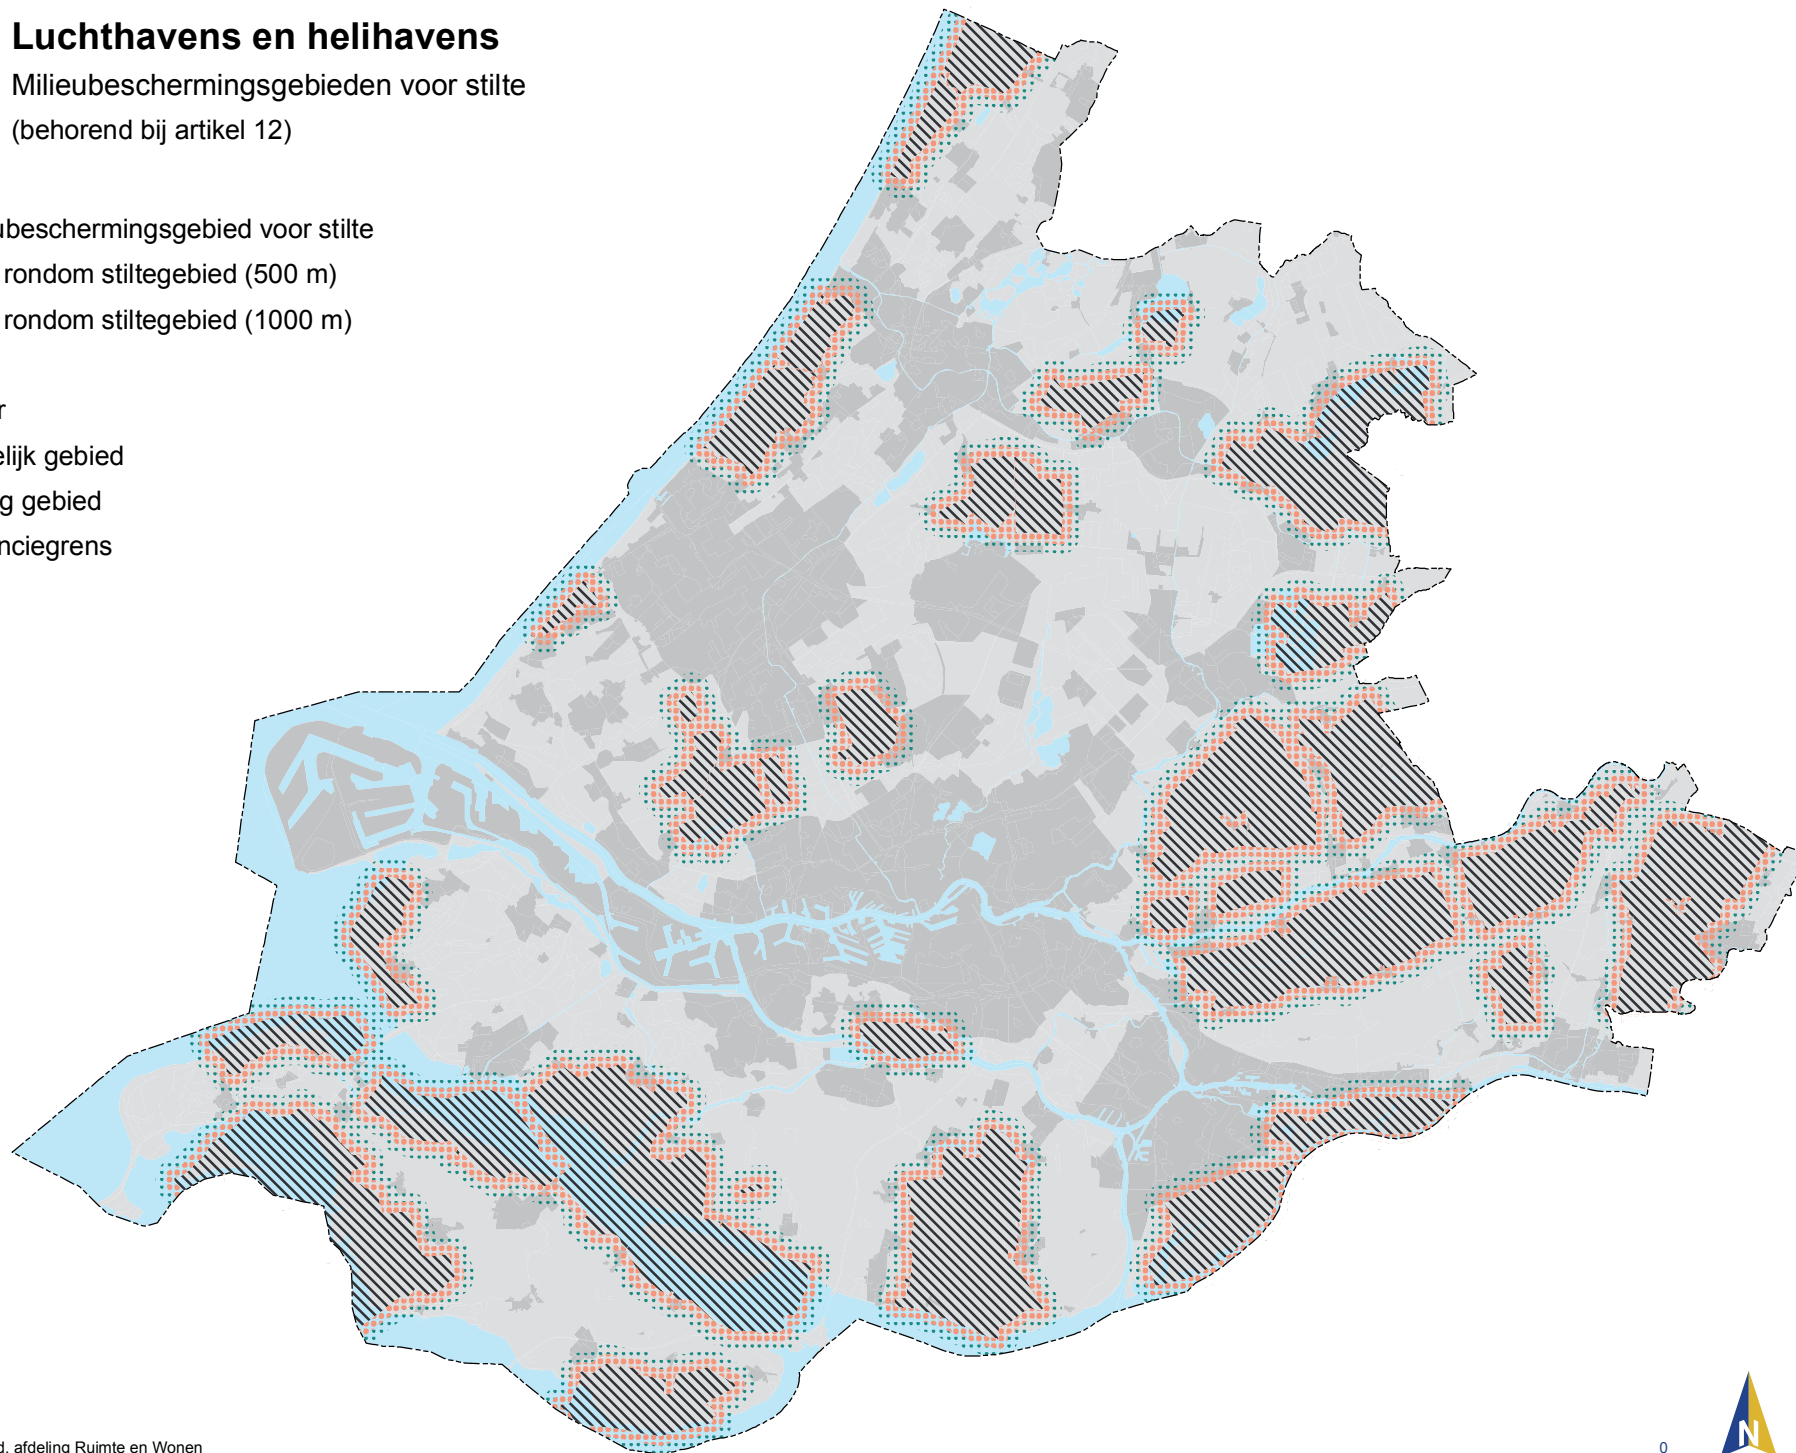 Luchthavens en helihavens
Milieubeschermingsgebieden voor stilte
(behorend bij artikel 12)
ubeschermingsgebied voor stilte
rondom stiltegebied (500 m)
rondom stiltegebied (1000 m)
r
elijk gebied
g gebied
nciegrens
d, afdeling Ruimte en Wonen
0
N